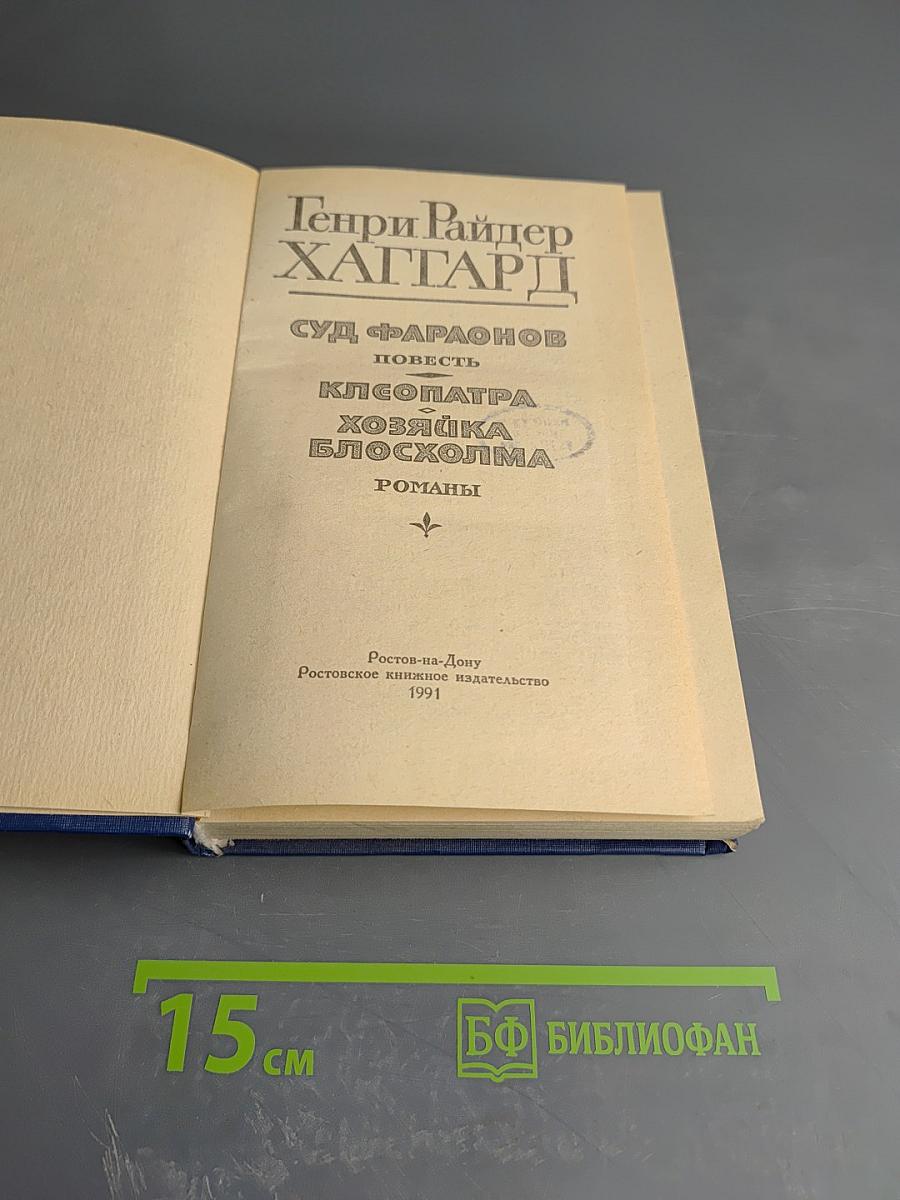 Генри Райдер
ХАГГАРД
СУД ФАРАОНОВ
ПОВЕСТЬ
КЛЕОПАТРА
ХОЗЯЙКА
БЛОСХОЛМА
РОМАНЫ
Ростов-на-Дону
Ростовское книжное издательство
1991
15 см
БФ БИБЛИОФАН